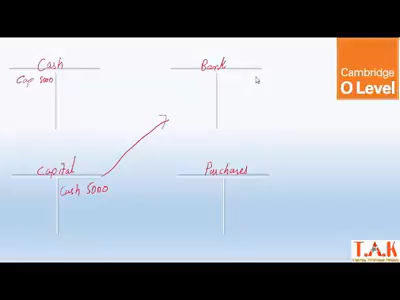 Cash
Cap 5000
Bank
Cambridge
O Level
Capital
Cash 5000
Purchases
T.A.K